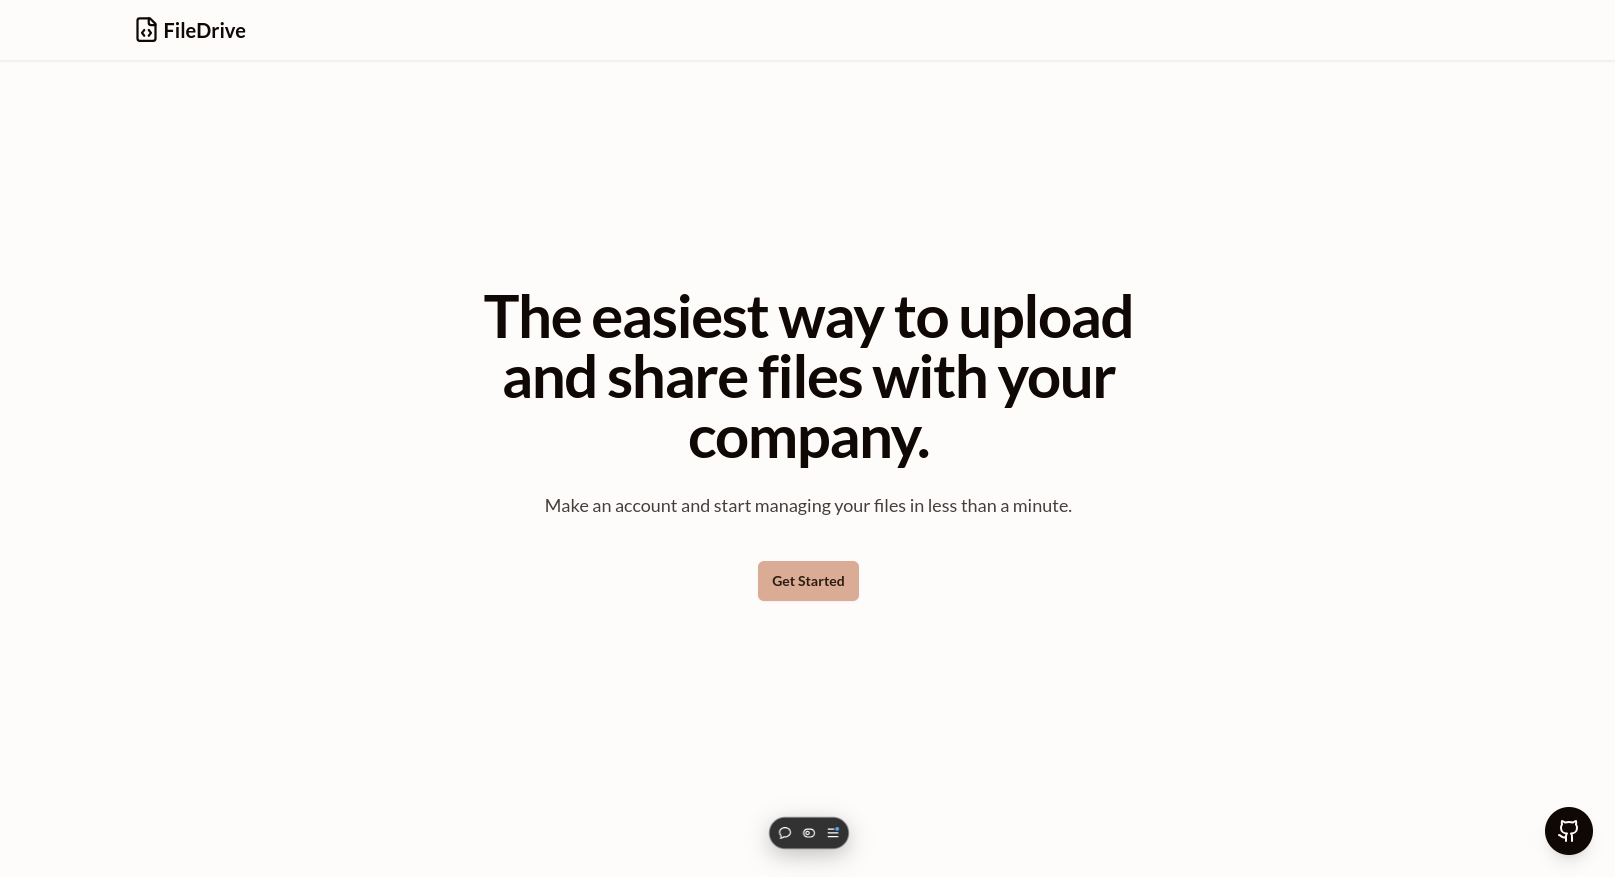 FileDrive
The easiest way to upload
and share files with your
company.
Make an account and start managing your files in less than a minute.
Get Started